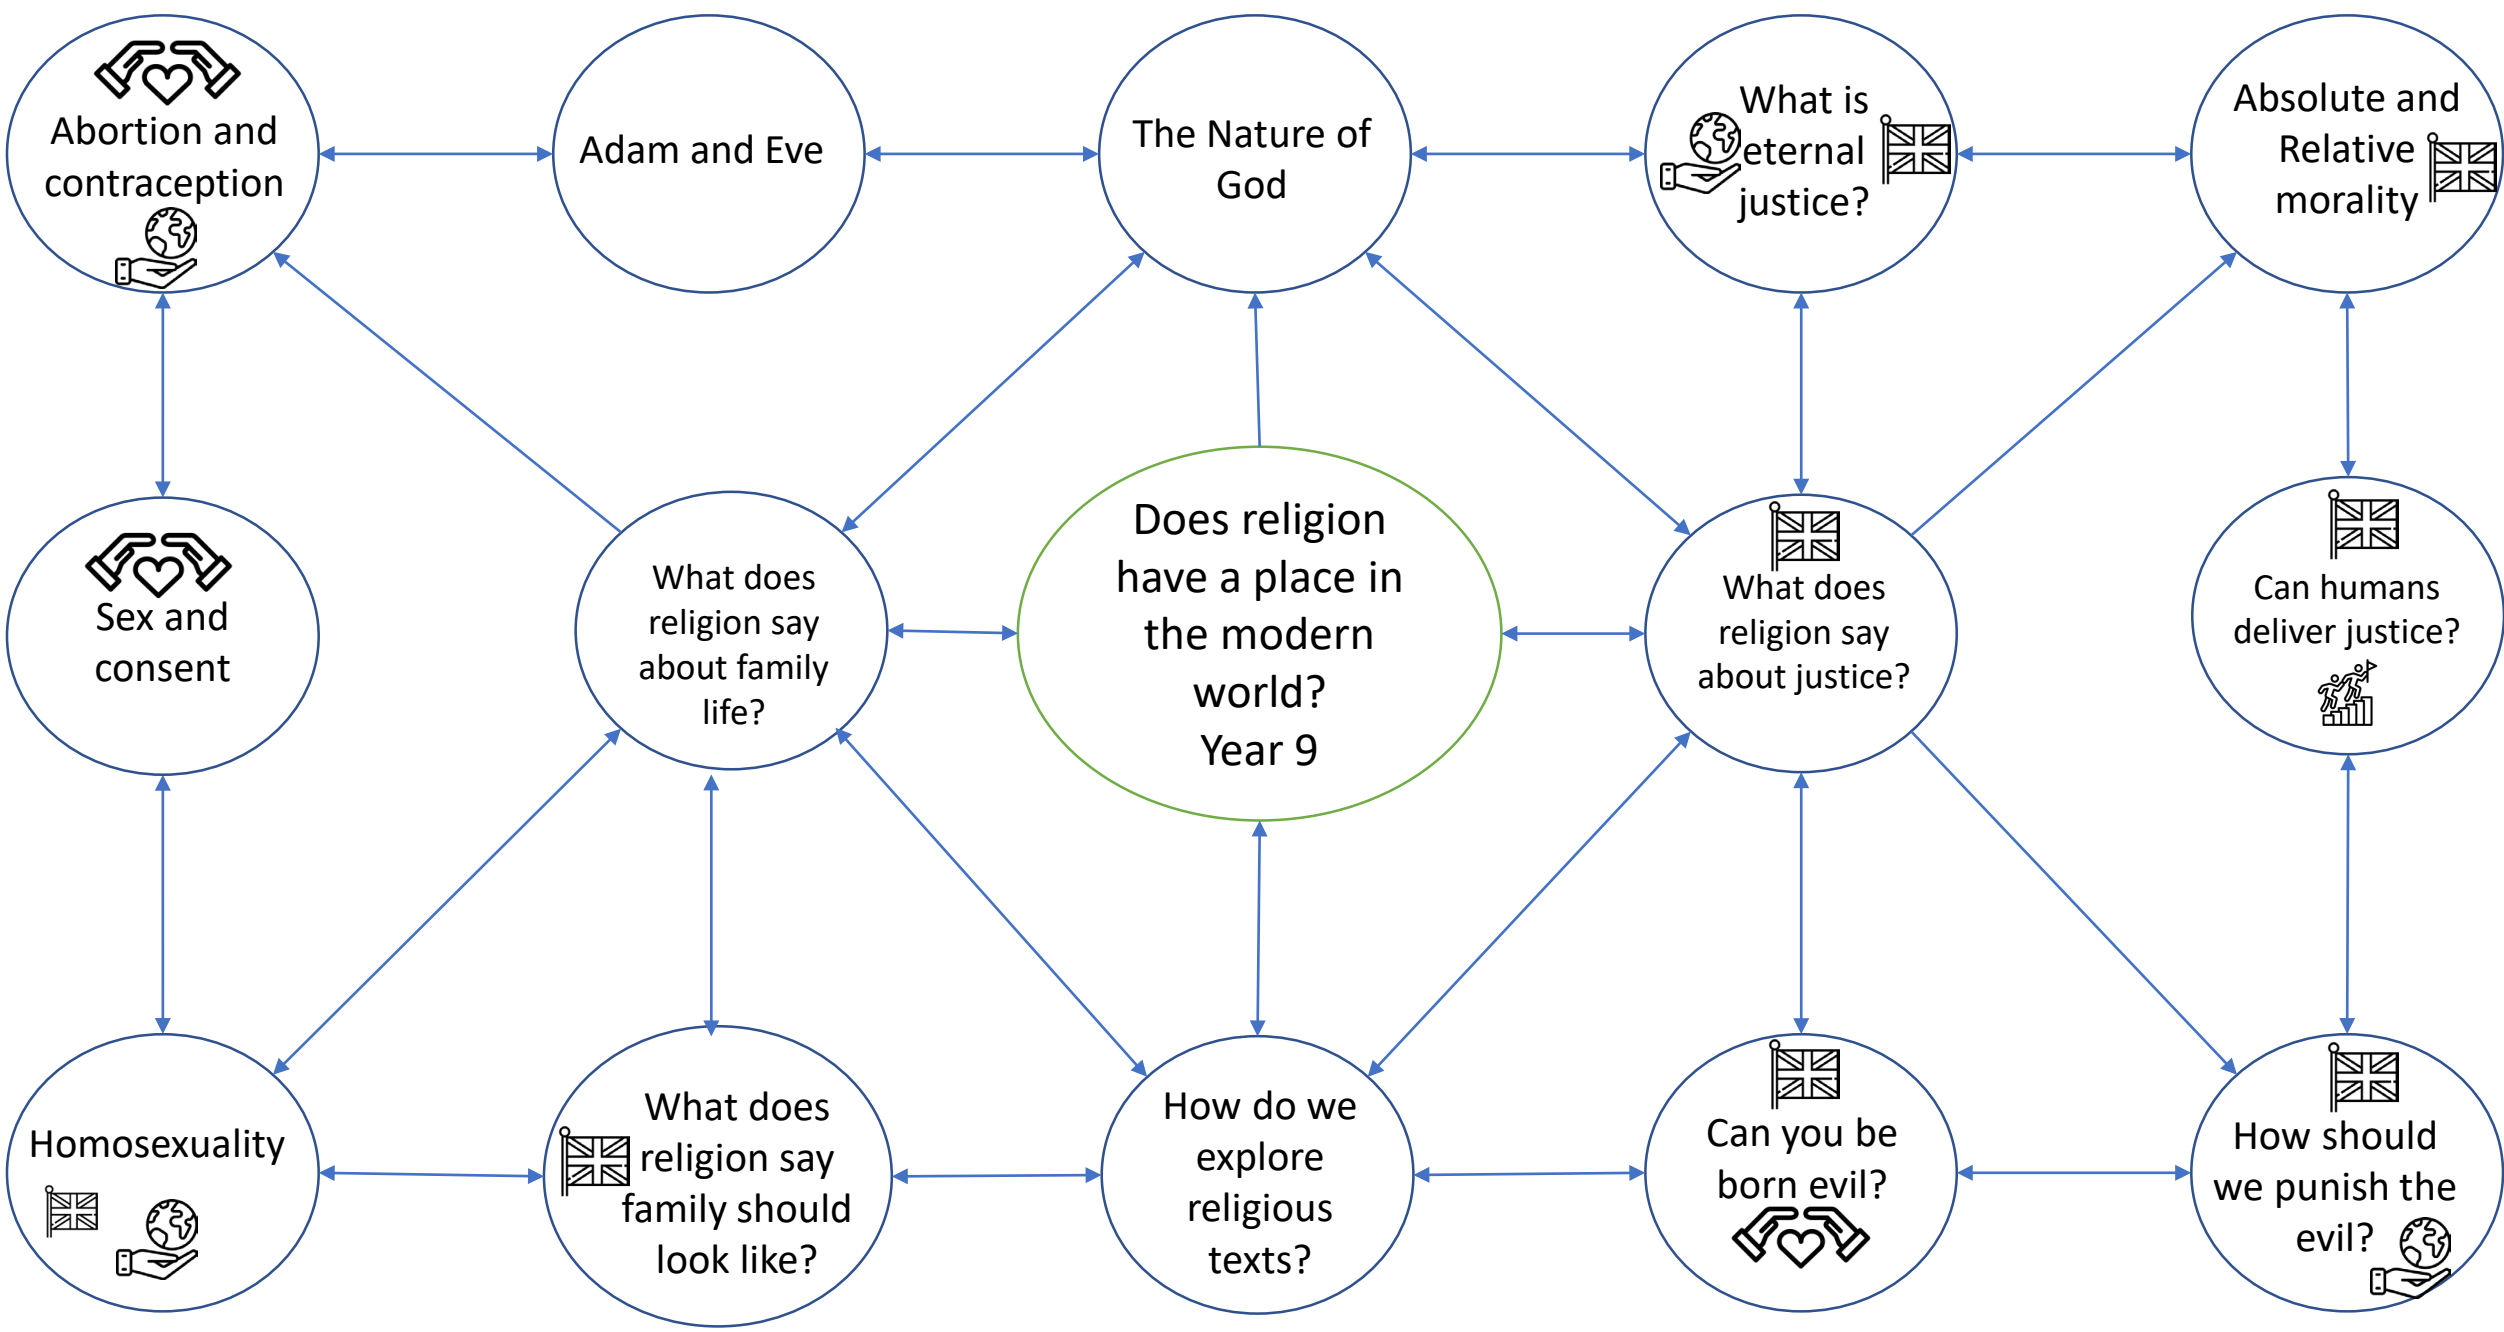 Abortion and
contraception
Adam and Eve
The Nature of
God
What is
eternal
justice?
Absolute and
Relative
morality
Sex and
consent
What does
religion say
about family
life?
Does religion
have a place in
the modern
world?
Year 9
What does
religion say
about justice?
Can humans
deliver justice?
Homosexuality
What does
religion say
family should
look like?
How do we
explore
religious
texts?
Can you be
born evil?
How should
we punish the
evil?